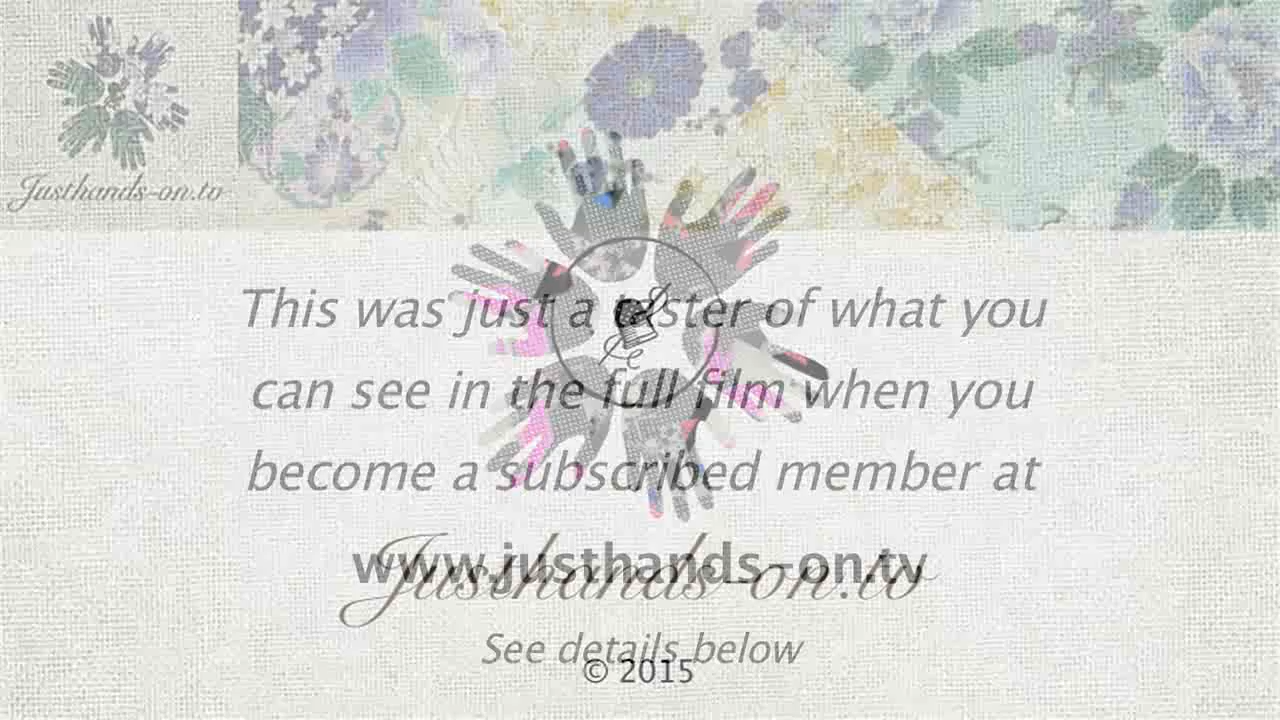 Justhands-on.tv
This was just a taster of what you
can see in the full film when you
become a subscribed member at
www.justhands-on.tv
Justhands-on.tv
See details below
© 2015